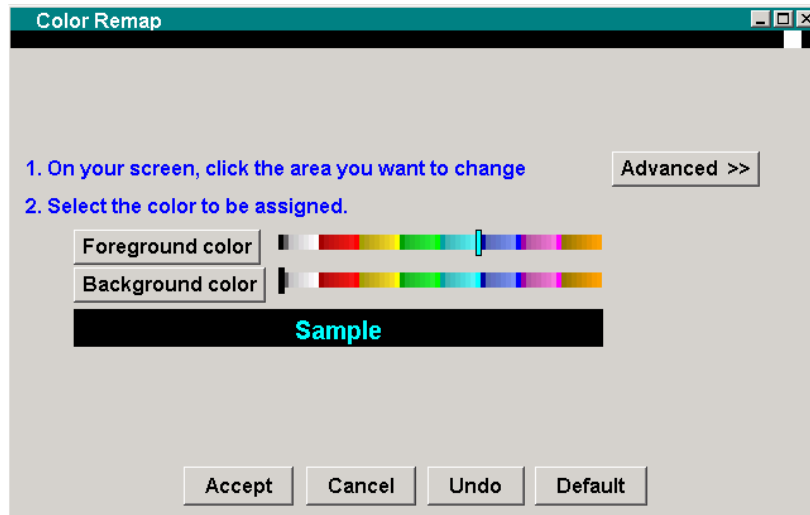 Color Remap
1. On your screen, click the area you want to change
Advanced >>
2. Select the color to be assigned.
Foreground color
Background color
Sample
Accept Cancel Undo Default